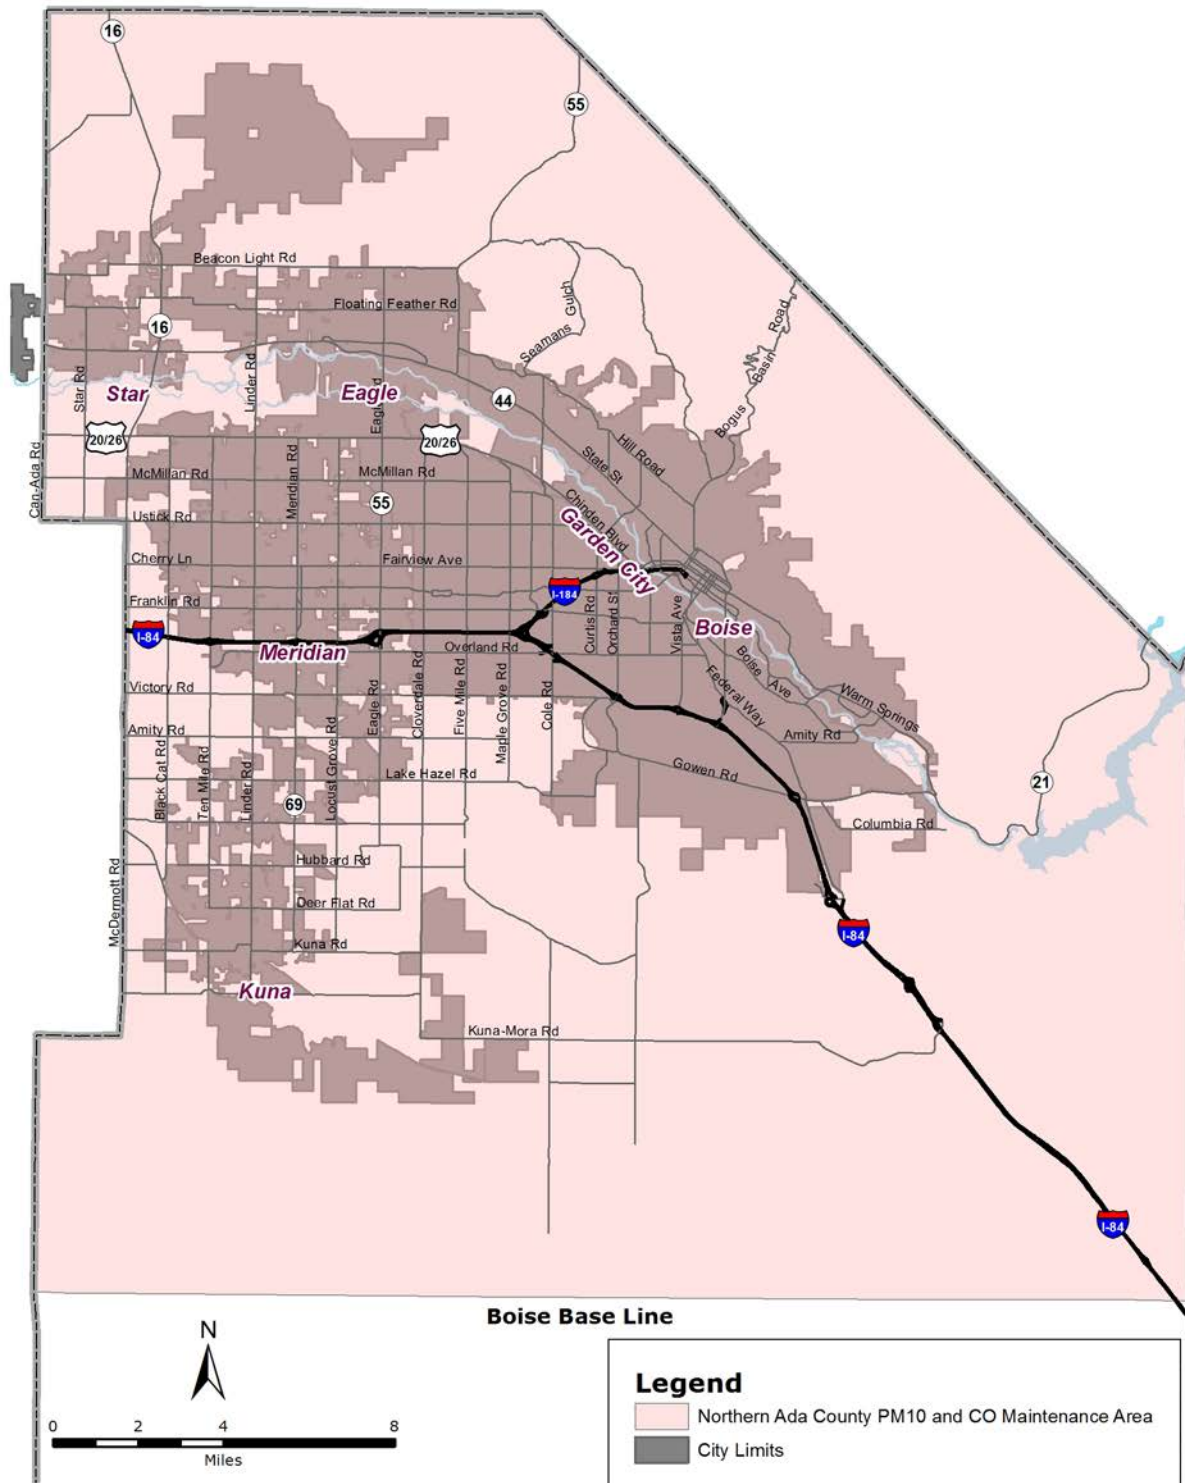 16
55
Beacon Light Rd
Floating Feather Rd
Seamans Gulch
Bogus Basin Road
16
Star Rd
Linder Rd
Star
Eagle
Eagle Rd
44
20/26
20/26
Hill Road
State St
Can-Ada Rd
McMillan Rd
Meridian Rd
McMillan Rd
55
Chinden Blvd
Garden City
Ustick Rd
Cherry Ln
Fairview Ave
I-184
Franklin Rd
Curtis Rd
Orchard St
Vista Ave
Boise
I-84
Meridian
Overland Rd
Boise Ave
Warm Springs
Victory Rd
Eagle Rd
Cloverdale Rd
Five Mile Rd
Maple Grove Rd
Cole Rd
Federal Way
Amity Rd
Amity Rd
Black Cat Rd
Ten Mile Rd
Linder Rd
Locust Grove Rd
Lake Hazel Rd
Gowen Rd
69
21
Columbia Rd
McDermott Rd
Hubbard Rd
Deer Flat Rd
I-84
Kuna Rd
Kuna
Kuna-Mora Rd
I-84
Boise Base Line
N
0 2 4 8
Miles
Legend
Northern Ada County PM10 and CO Maintenance Area
City Limits